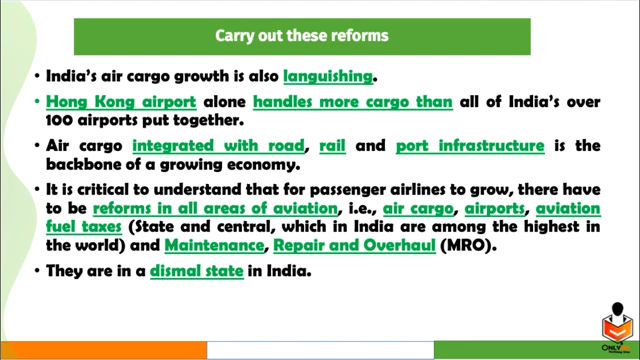 Carry out these reforms
• India's air cargo growth is also languishing.
• Hong Kong airport alone handles more cargo than all of India's over
100 airports put together.
• Air cargo integrated with road, rail and port infrastructure is the
backbone of a growing economy.
• It is critical to understand that for passenger airlines to grow, there have
to be reforms in all areas of aviation, i.e., air cargo, airports, aviation
fuel taxes (State and central, which in India are among the highest in
the world) and Maintenance, Repair and Overhaul (MRO).
• They are in a dismal state in India.
ONLY